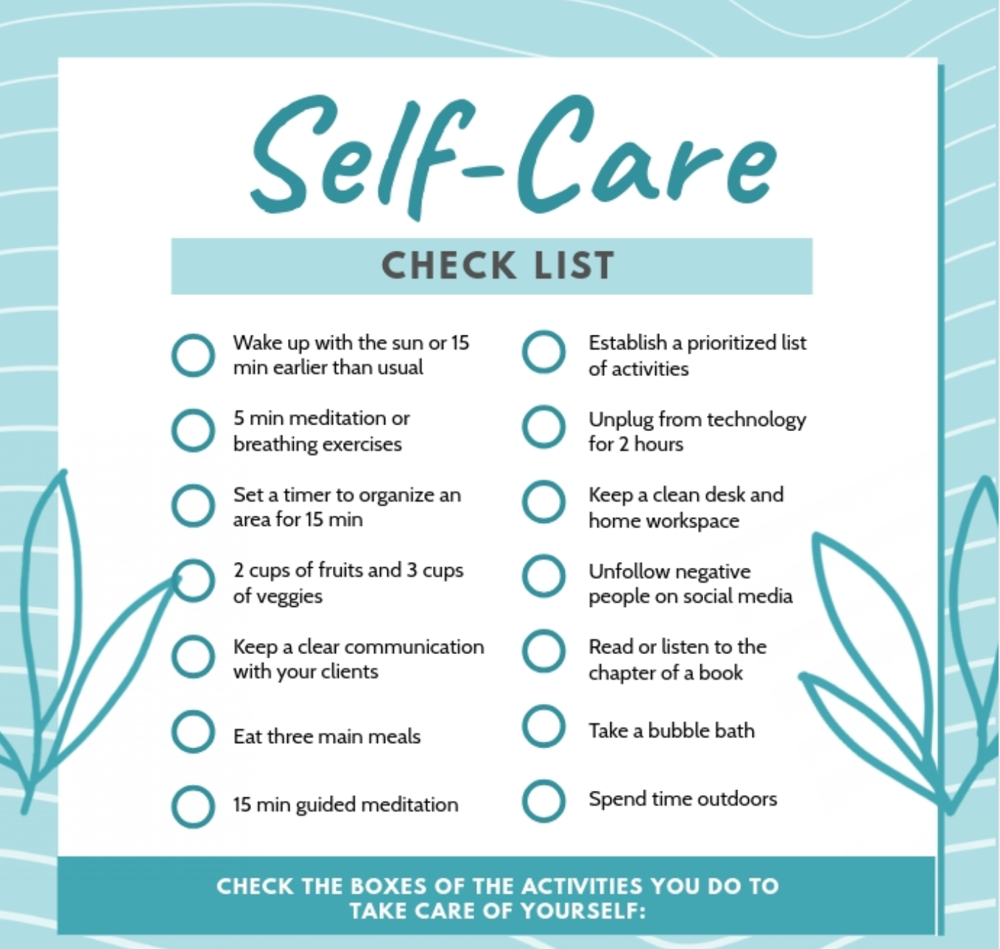 Self-Care
CHECK LIST
Wake up with the sun or 15
min earlier than usual
5 min meditation or
breathing exercises
Set a timer to organize an
area for 15 min
2 cups of fruits and 3 cups
of veggies
Keep a clear communication
with your clients
Eat three main meals
15 min guided meditation
Establish a prioritized list
of activities
Unplug from technology
for 2 hours
Keep a clean desk and
home workspace
Unfollow negative
people on social media
Read or listen to the
chapter of a book
Take a bubble bath
Spend time outdoors
CHECK THE BOXES OF THE ACTIVITIES YOU DO TO
TAKE CARE OF YOURSELF: